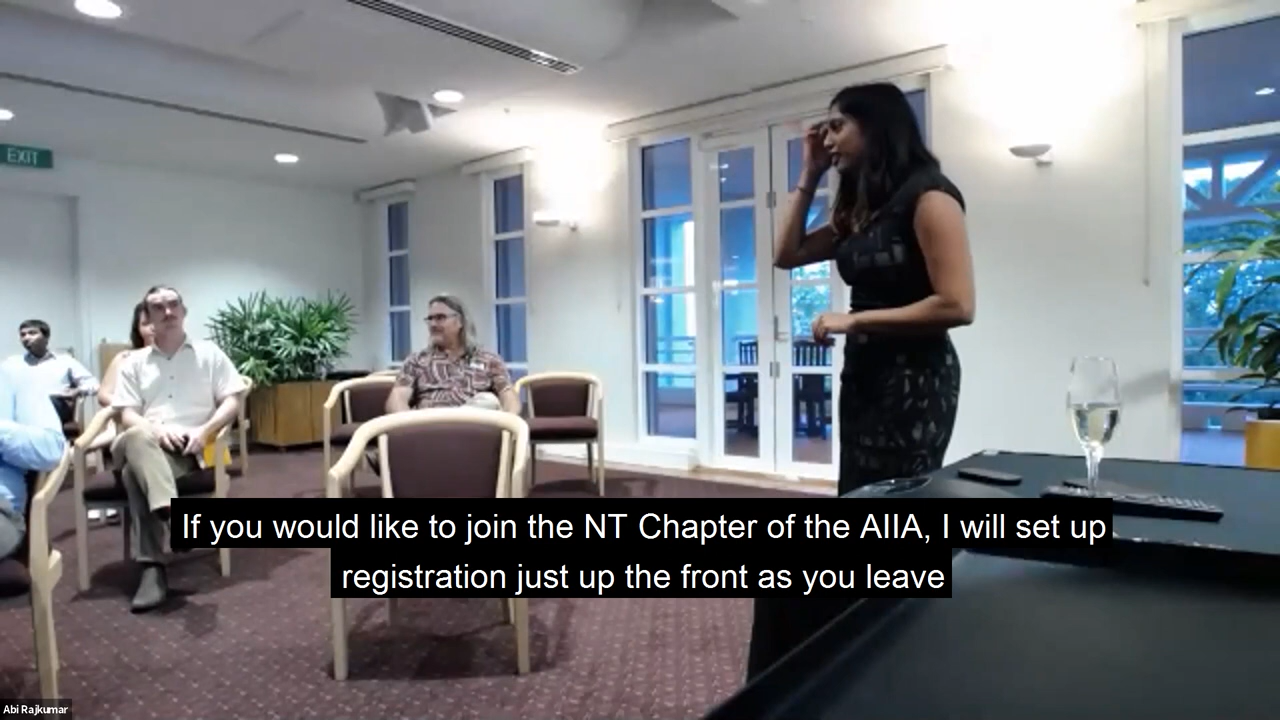 EXIT
If you would like to join the NT Chapter of the AIIA, I will set up
registration just up the front as you leave
Abi Rajkumar